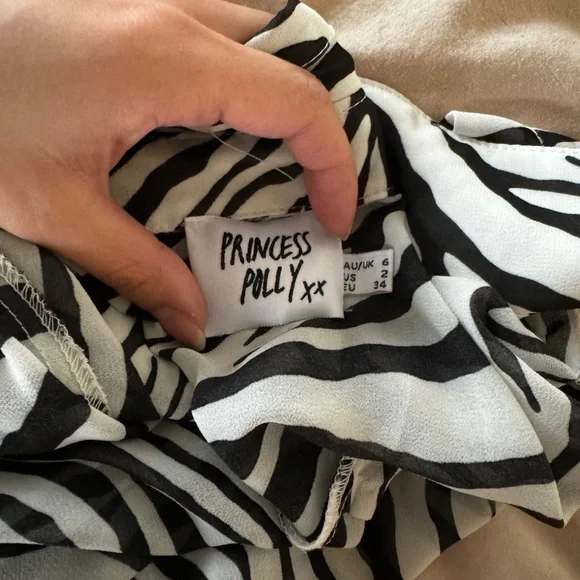 PRINCESS
POLLY xx
AU/UK 6
US 2
EU 34